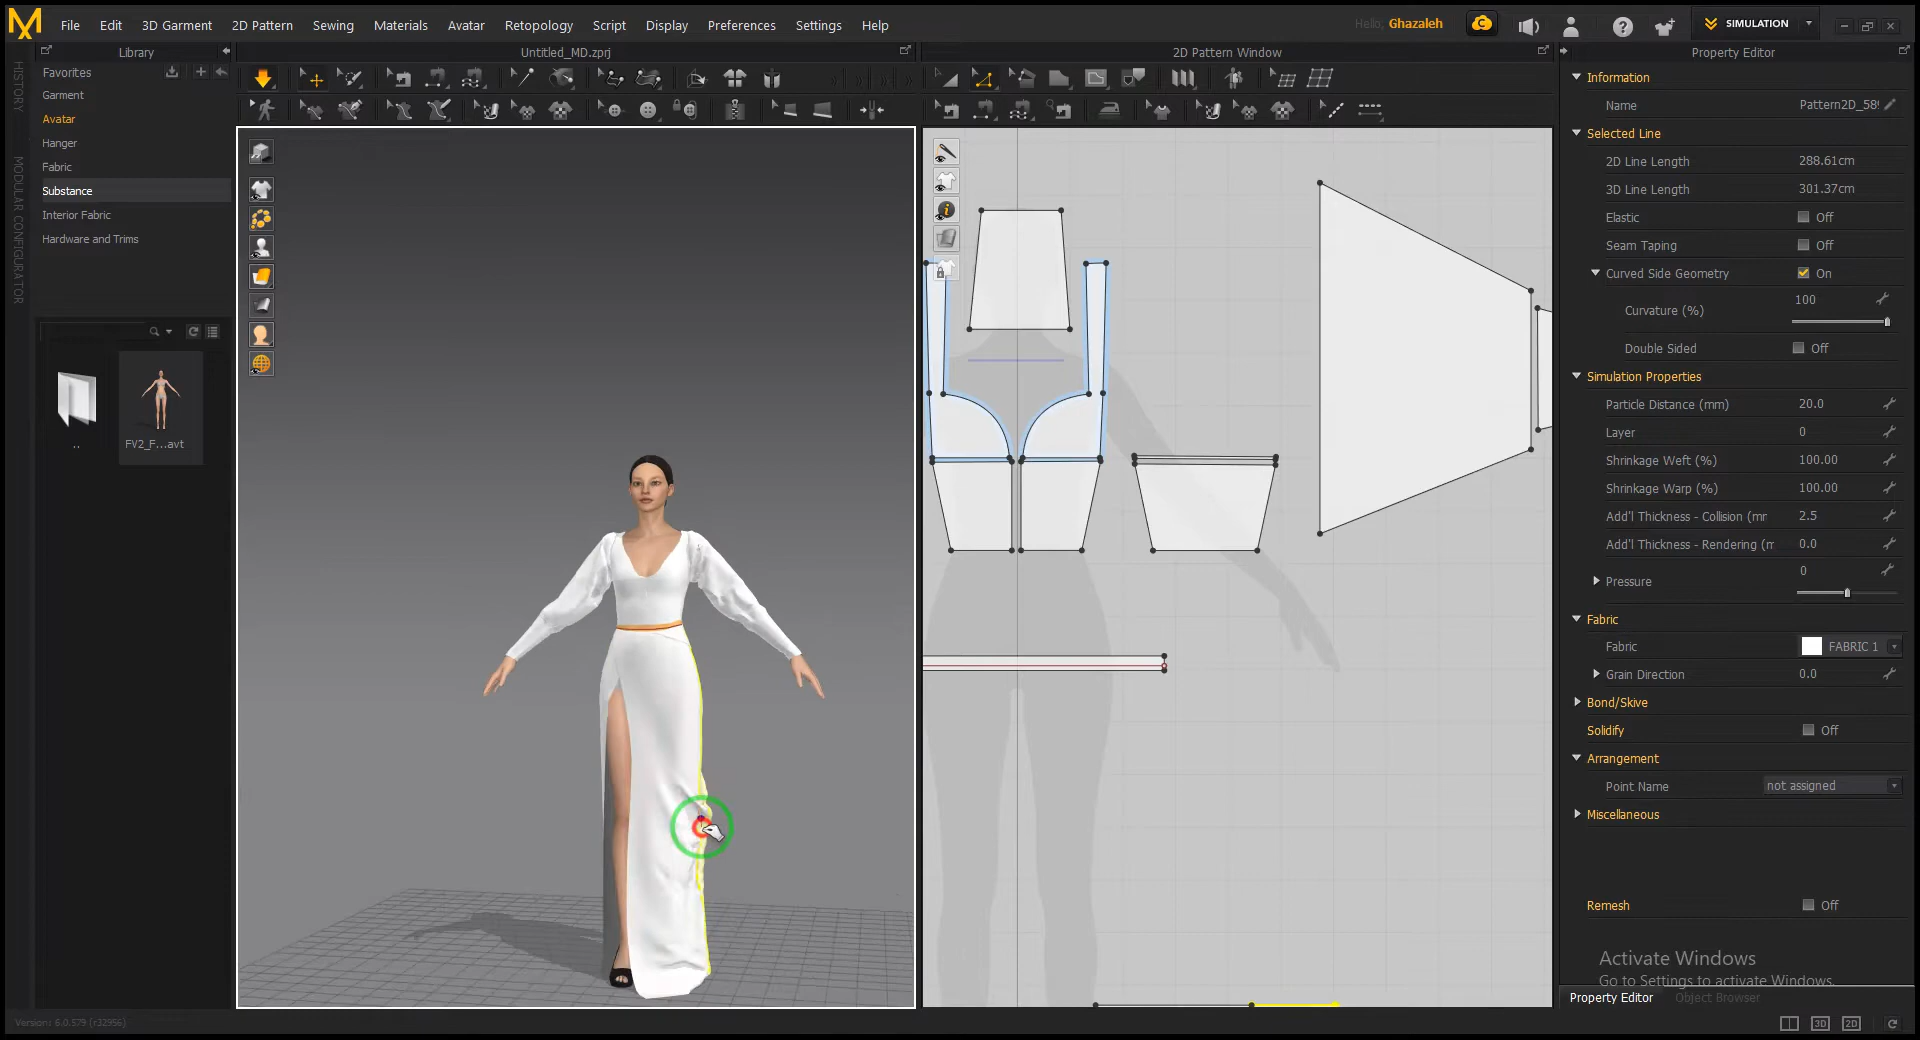 File Edit 3D Garment 2D Pattern Sewing Materials Avatar Retopology Script Display Preferences Settings Help
Hello, Ghazaleh
SIMULATION
Library
Untitled_MD.zprj
2D Pattern Window
Property Editor
HISTORY
MODULAR CONFIGURATOR
Favorites
Garment
Avatar
Hanger
Fabric
Substance
Interior Fabric
Hardware and Trims
..
FV2_F...avt
Information
Name Pattern2D_58
Selected Line
2D Line Length 288.61cm
3D Line Length 301.37cm
Elastic Off
Seam Taping Off
Curved Side Geometry On
Curvature (%) 100
Double Sided Off
Simulation Properties
Particle Distance (mm) 20.0
Layer 0
Shrinkage Weft (%) 100.00
Shrinkage Warp (%) 100.00
Add'l Thickness - Collision (mr 2.5
Add'l Thickness - Rendering (r 0.0
Pressure 0
Fabric
Fabric FABRIC 1
Grain Direction 0.0
Bond/Skive
Solidify Off
Arrangement
Point Name not assigned
Miscellaneous
Remesh Off
Activate Windows
Go to Settings to activate Windows.
Property Editor Object Browser
Version: 6.0.579 (r32956)
3D 2D